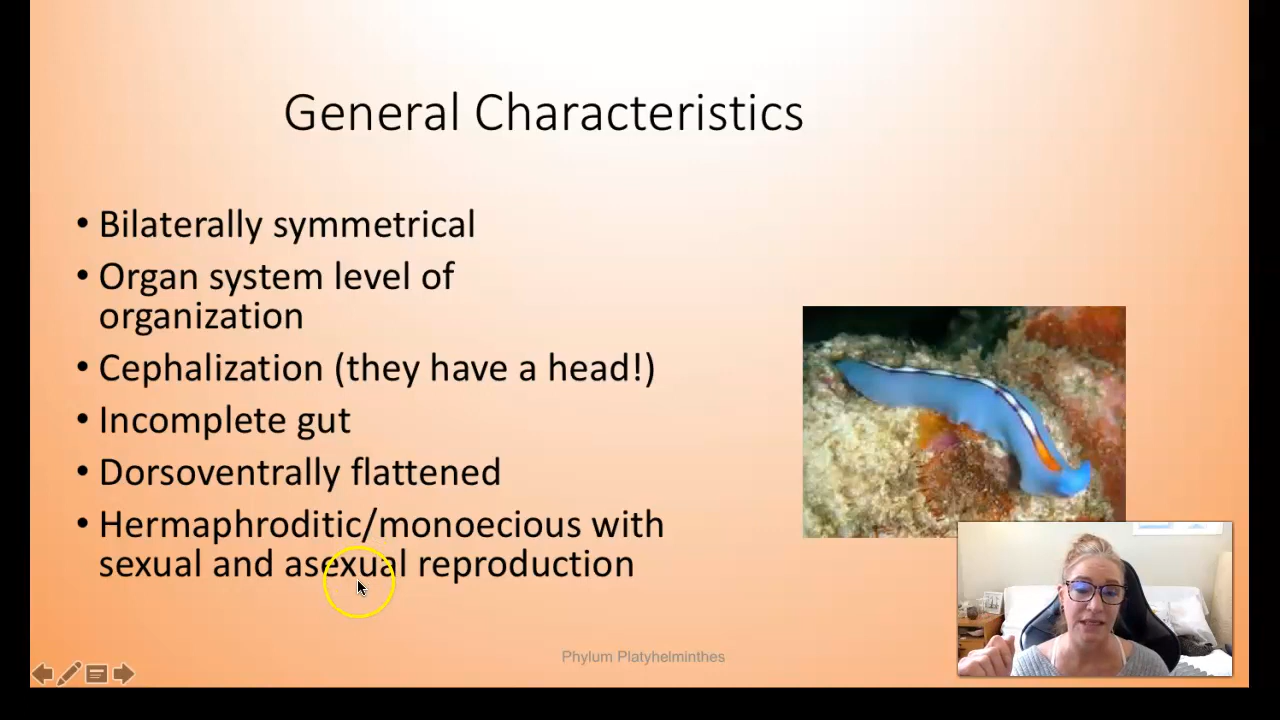 General Characteristics
• Bilaterally symmetrical
• Organ system level of
organization
• Cephalization (they have a head!)
• Incomplete gut
• Dorsoventrally flattened
• Hermaphroditic/monoecious with
sexual and asexual reproduction
Phylum Platyhelminthes